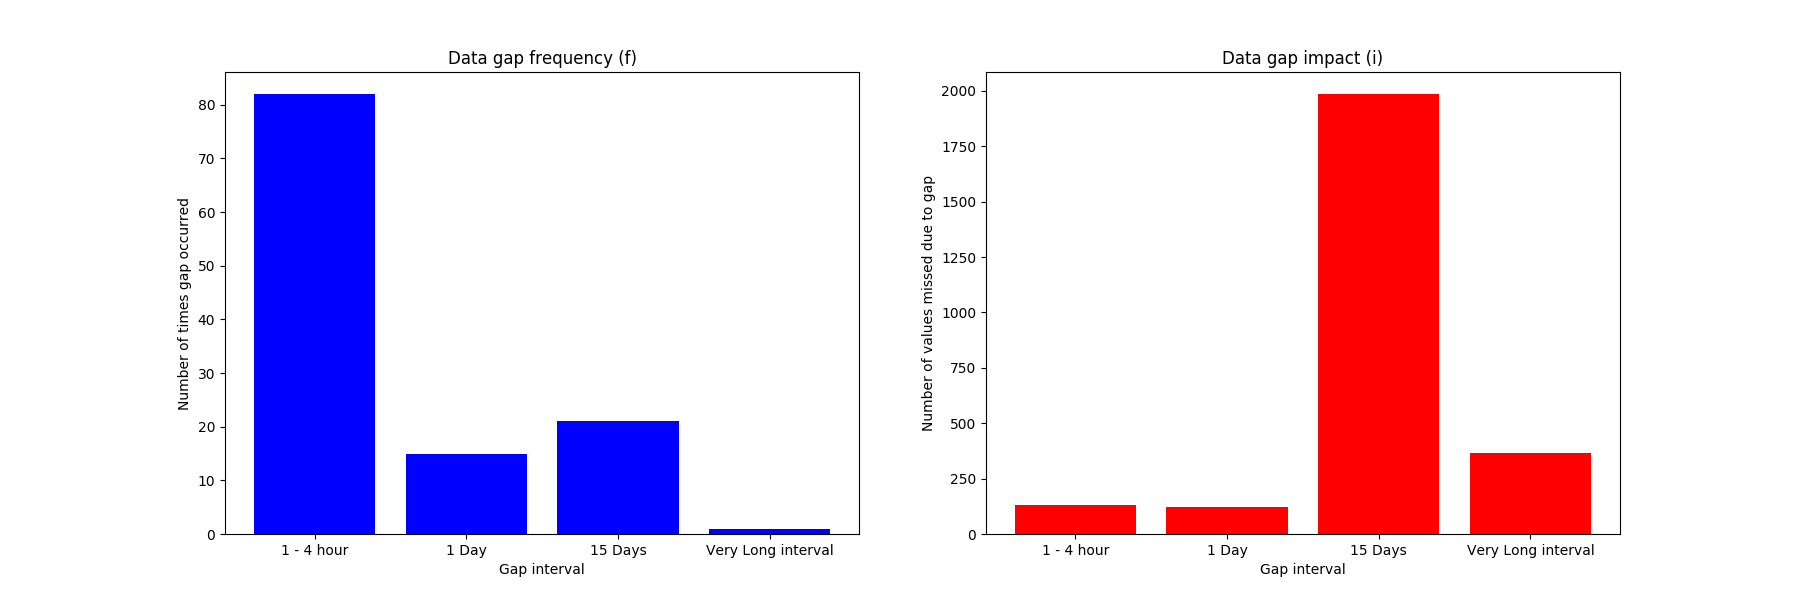 Data gap frequency (f)
Number of times gap occurred
80
70
60
50
40
30
20
10
0
1 - 4 hour
1 Day
15 Days
Very Long interval
Gap interval
Data gap impact (i)
Number of values missed due to gap
2000
1750
1500
1250
1000
750
500
250
0
1 - 4 hour
1 Day
15 Days
Very Long interval
Gap interval